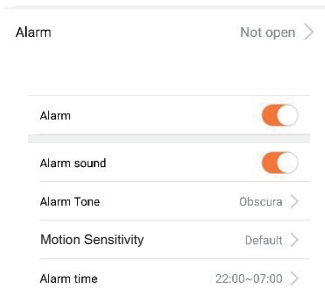 Alarm Not open
Alarm
Alarm sound
Alarm Tone Obscura
Motion Sensitivity Default
Alarm time 22:00~07:00